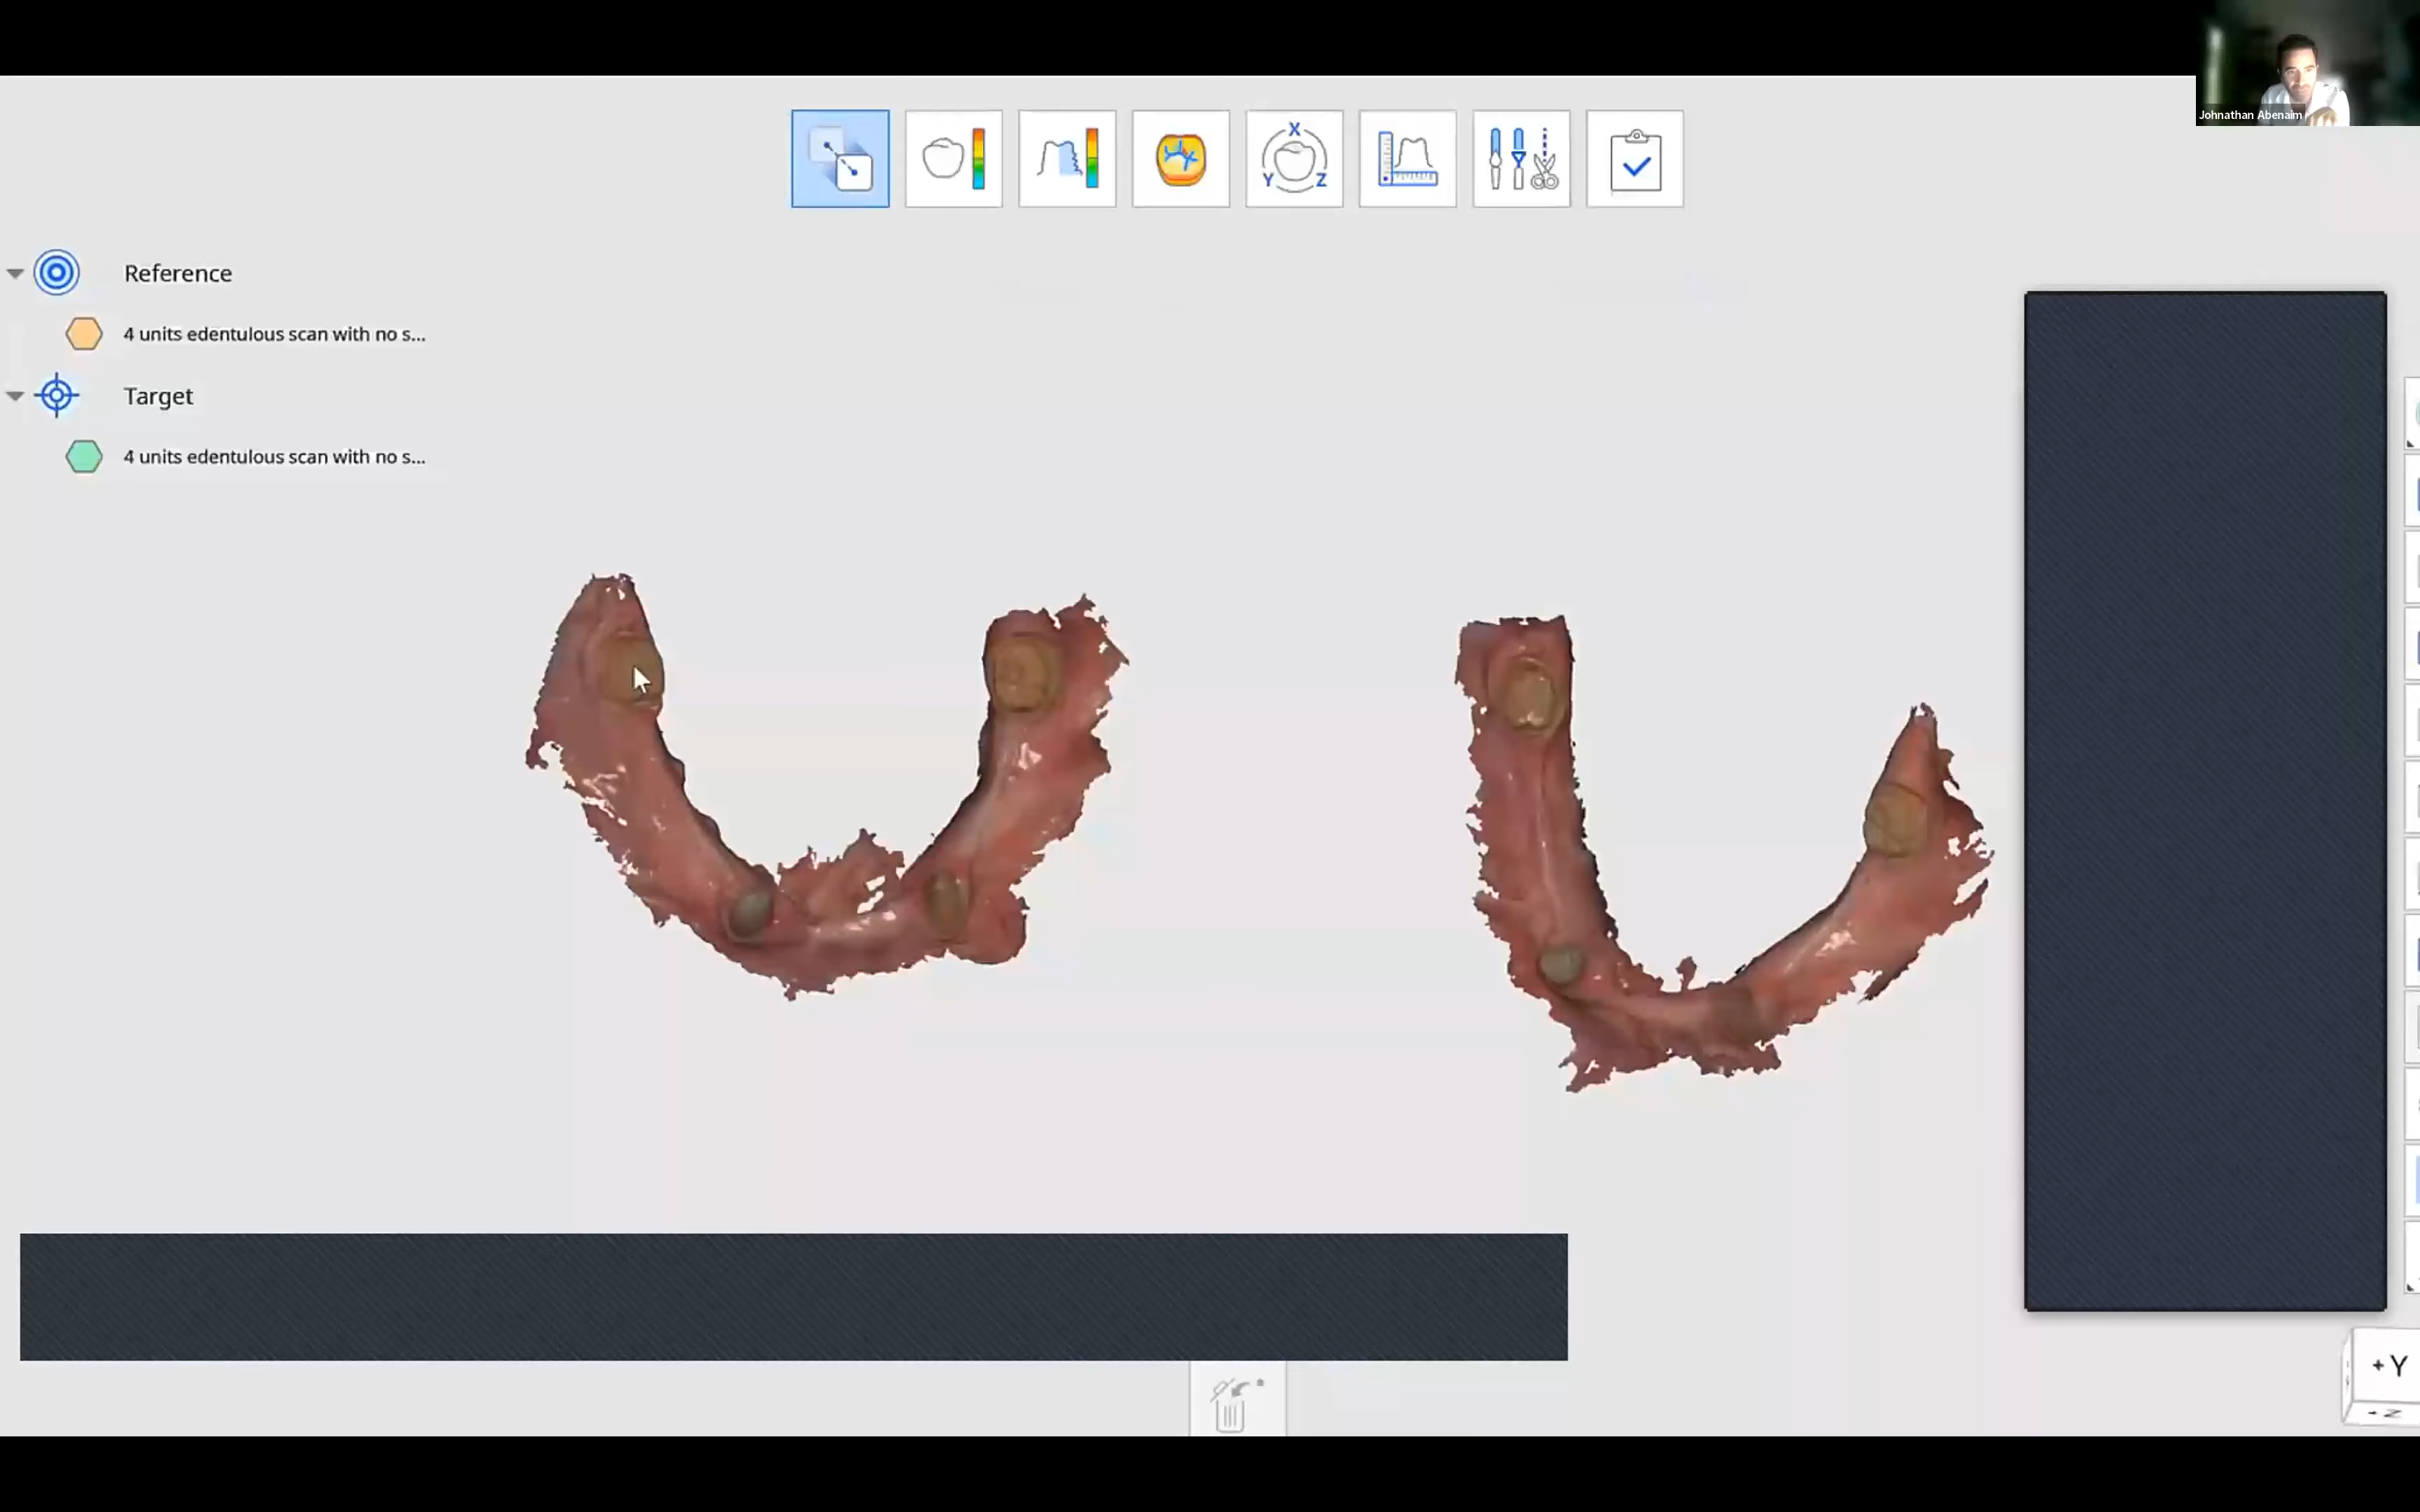 Johnathan Abenaim
X
Y Z
Reference
4 units edentulous scan with no s...
Target
4 units edentulous scan with no s...
+Y
-Z